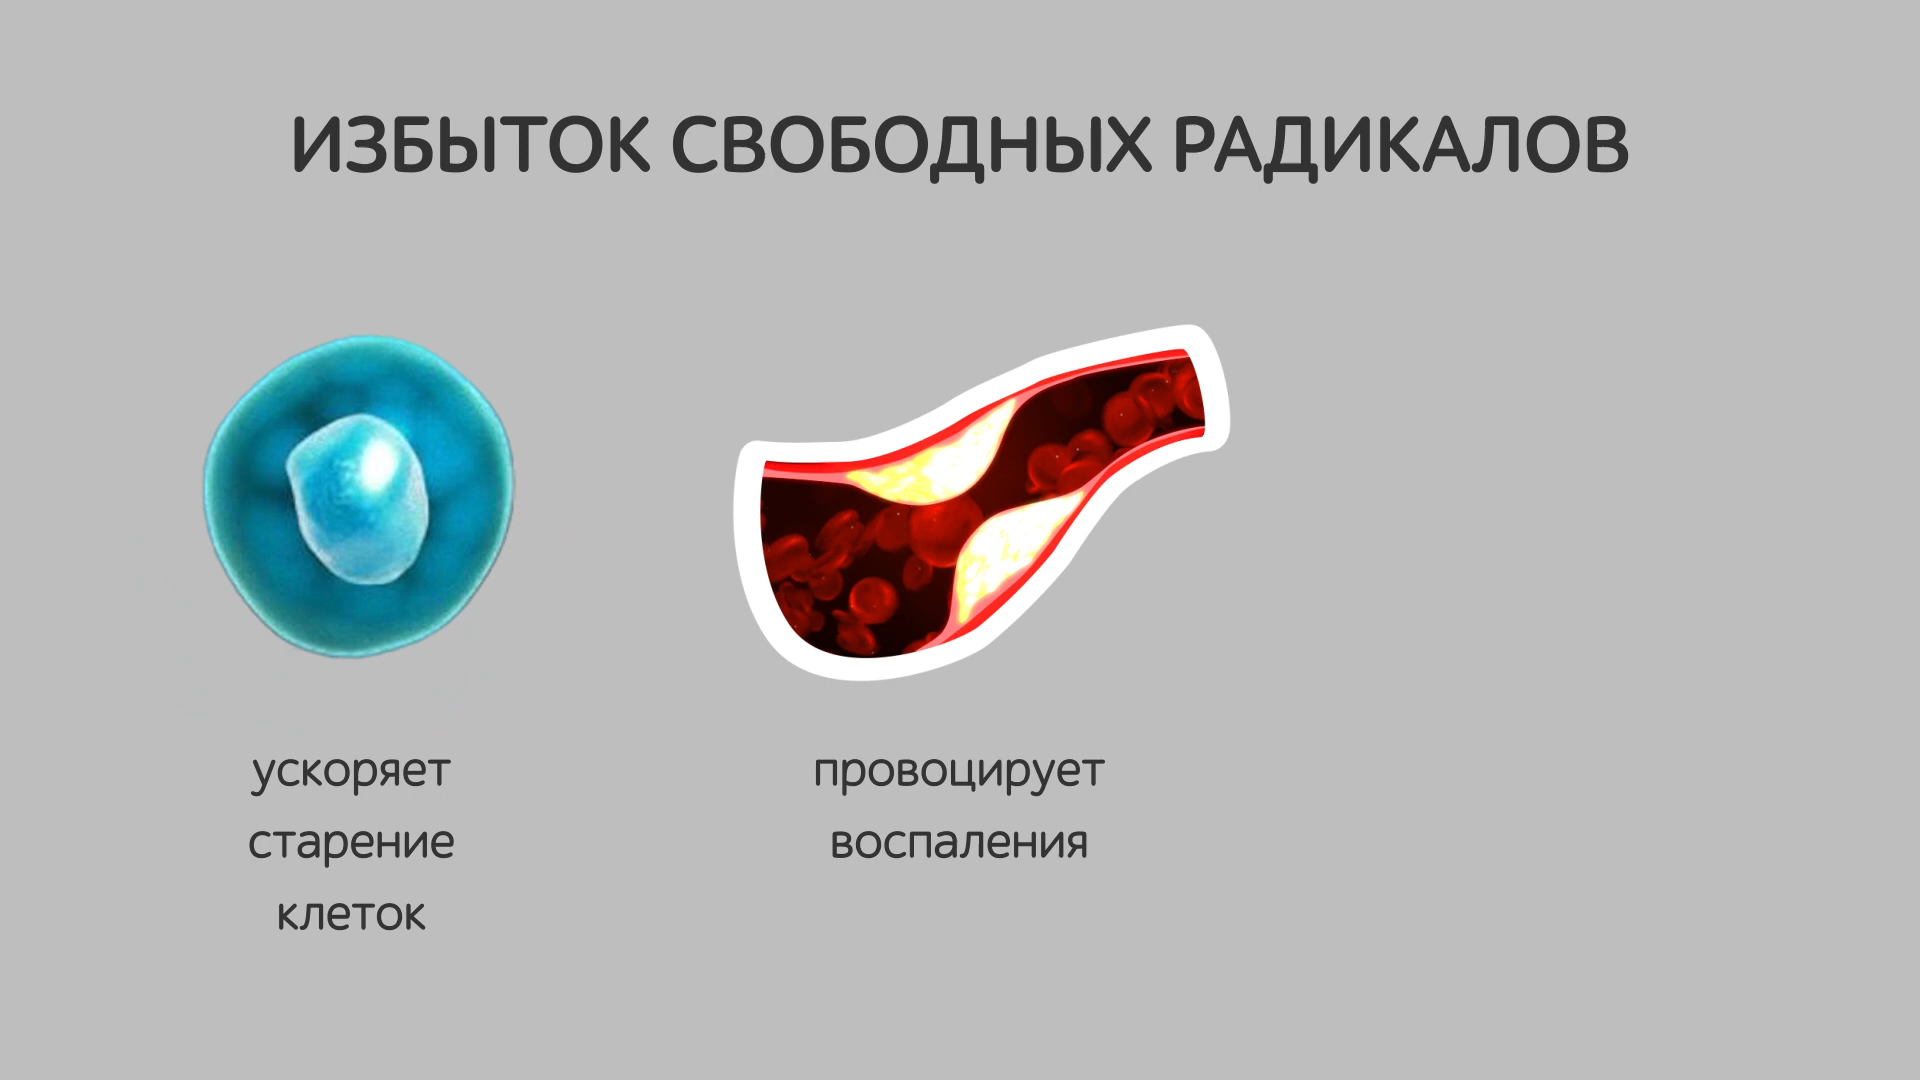 ИЗБЫТОК СВОБОДНЫХ РАДИКАЛОВ
ускоряет
старение
клеток
провоцирует
воспаления